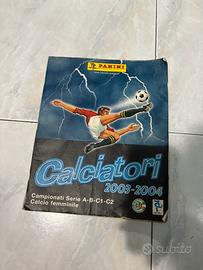 PANINI
Calciatori
2003-2004
Campionati Serie A-B-C1-C2
Calcio femminile
subito